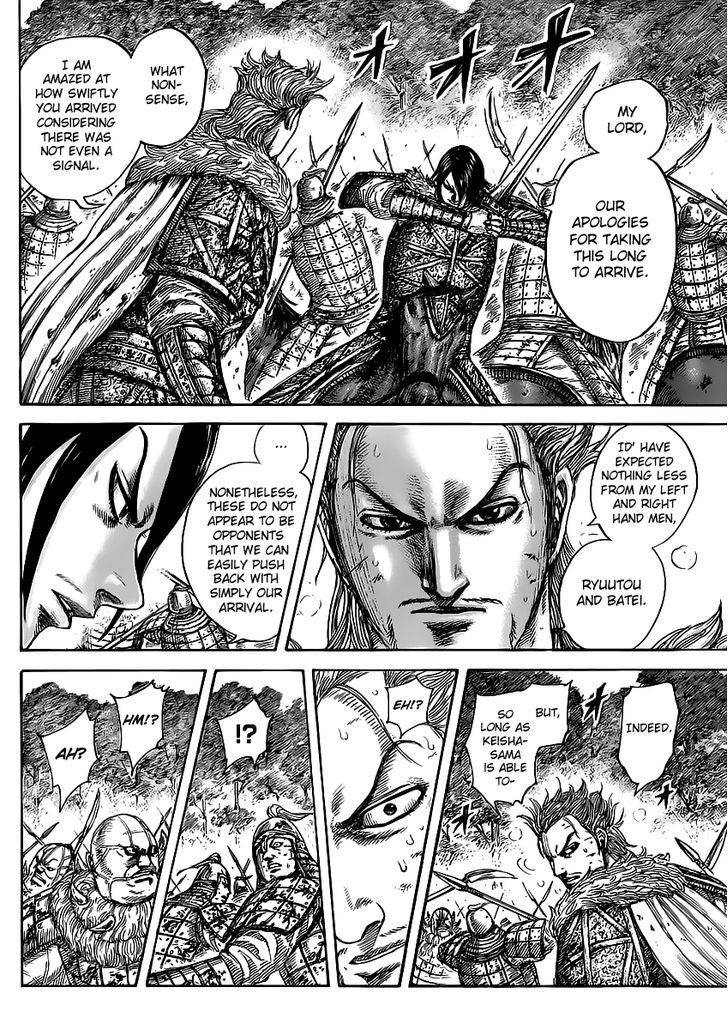 MY
LORD,
OUR
APOLOGIES
FOR TAKING
THIS LONG
TO ARRIVE.
WHAT
NON-
SENSE,
I AM
AMAZED AT
HOW SWIFTLY
YOU ARRIVED
CONSIDERING
THERE WAS
NOT EVEN A
SIGNAL.
ID' HAVE
EXPECTED
NOTHING LESS
FROM MY LEFT
AND RIGHT
HAND MEN,
RYUUTOU
AND BATEI.
...
NONETHELESS,
THESE DO NOT
APPEAR TO BE
OPPONENTS
THAT WE CAN
EASILY PUSH
BACK WITH
SIMPLY OUR
ARRIVAL.
INDEED.
BUT,
SO
LONG AS
KEISHA-
SAMA
IS ABLE
TO-
EH!?
!?
HM!?
AH?